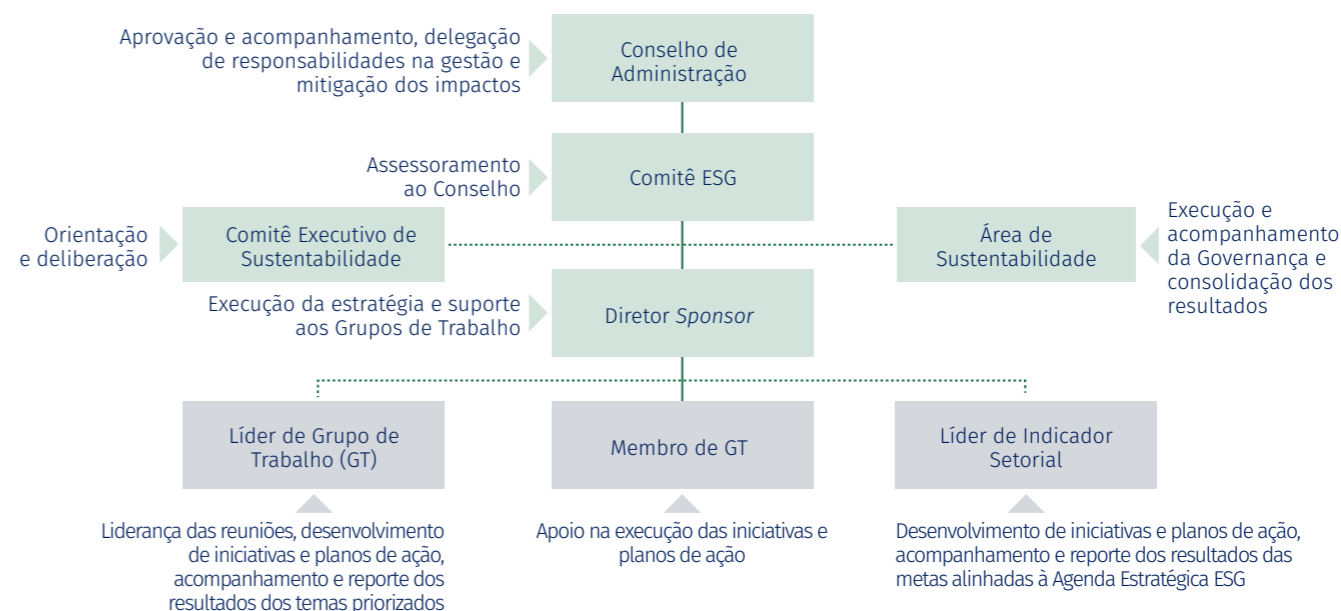 Aprovação e acompanhamento, delegação
de responsabilidades na gestão e
mitigação dos impactos
Conselho de
Administração
Assessoramento
ao Conselho
Comitê ESG
Orientação
e deliberação
Comitê Executivo de
Sustentabilidade
Área de
Sustentabilidade
Execução e
acompanhamento
da Governança e
consolidação dos
resultados
Execução da estratégia e suporte
aos Grupos de Trabalho
Diretor Sponsor
Líder de Grupo de
Trabalho (GT)
Membro de GT
Líder de Indicador
Setorial
Liderança das reuniões, desenvolvimento
de iniciativas e planos de ação,
acompanhamento e reporte dos
resultados dos temas priorizados
Apoio na execução das iniciativas e
planos de ação
Desenvolvimento de iniciativas e planos de ação,
acompanhamento e reporte dos resultados das
metas alinhadas à Agenda Estratégica ESG